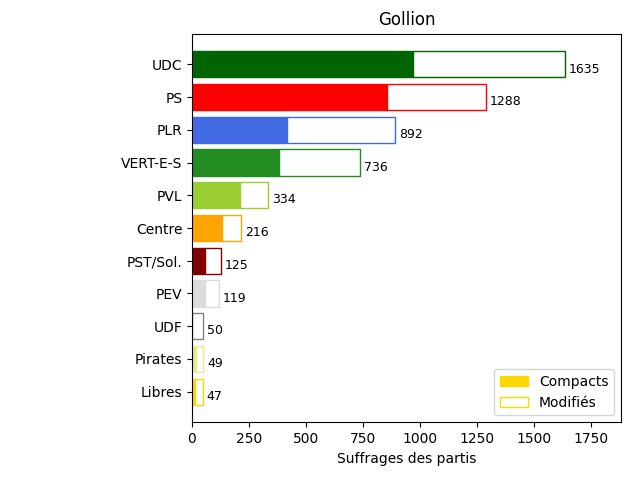 Gollion
UDC 1635
PS 1288
PLR 892
VERT-E-S 736
PVL 334
Centre 216
PST/Sol. 125
PEV 119
UDF 50
Pirates 49
Libres 47
Compacts
Modifiés
0 250 500 750 1000 1250 1500 1750
Suffrages des partis